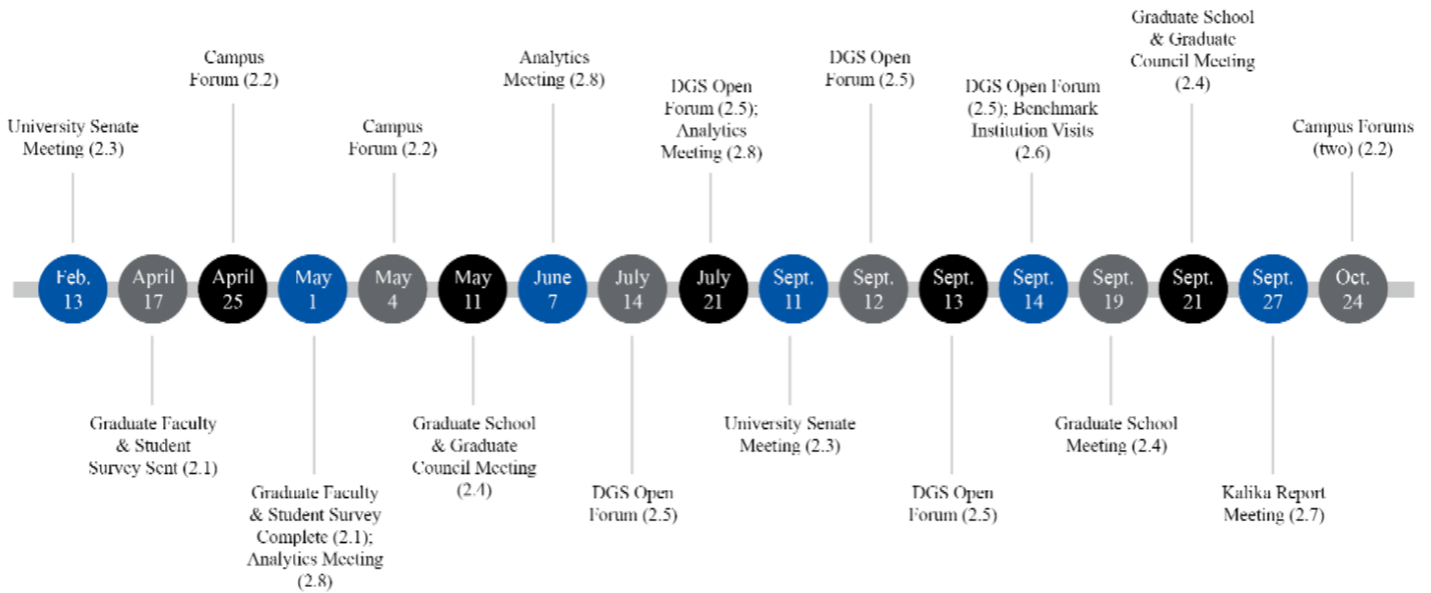 Graduate School
& Graduate
Council Meeting
(2.4)
Campus
Forum (2.2)
Analytics
Meeting (2.8)
DGS Open
Forum (2.5)
DGS Open
Forum (2.5);
Analytics
Meeting (2.8)
DGS Open Forum
(2.5); Benchmark
Institution Visits
(2.6)
University Senate
Meeting (2.3)
Campus
Forum (2.2)
Campus Forums
(two) (2.2)
Feb.
13
April
17
April
25
May
1
May
4
May
11
June
7
July
14
July
21
Sept.
11
Sept.
12
Sept.
13
Sept.
14
Sept.
19
Sept.
21
Sept.
27
Oct.
24
Graduate Faculty
& Student
Survey Sent (2.1)
Graduate School
& Graduate
Council Meeting
(2.4)
University Senate
Meeting (2.3)
Graduate School
Meeting (2.4)
Graduate Faculty
& Student Survey
Complete (2.1);
Analytics Meeting
(2.8)
DGS Open
Forum (2.5)
DGS Open
Forum (2.5)
Kalika Report
Meeting (2.7)